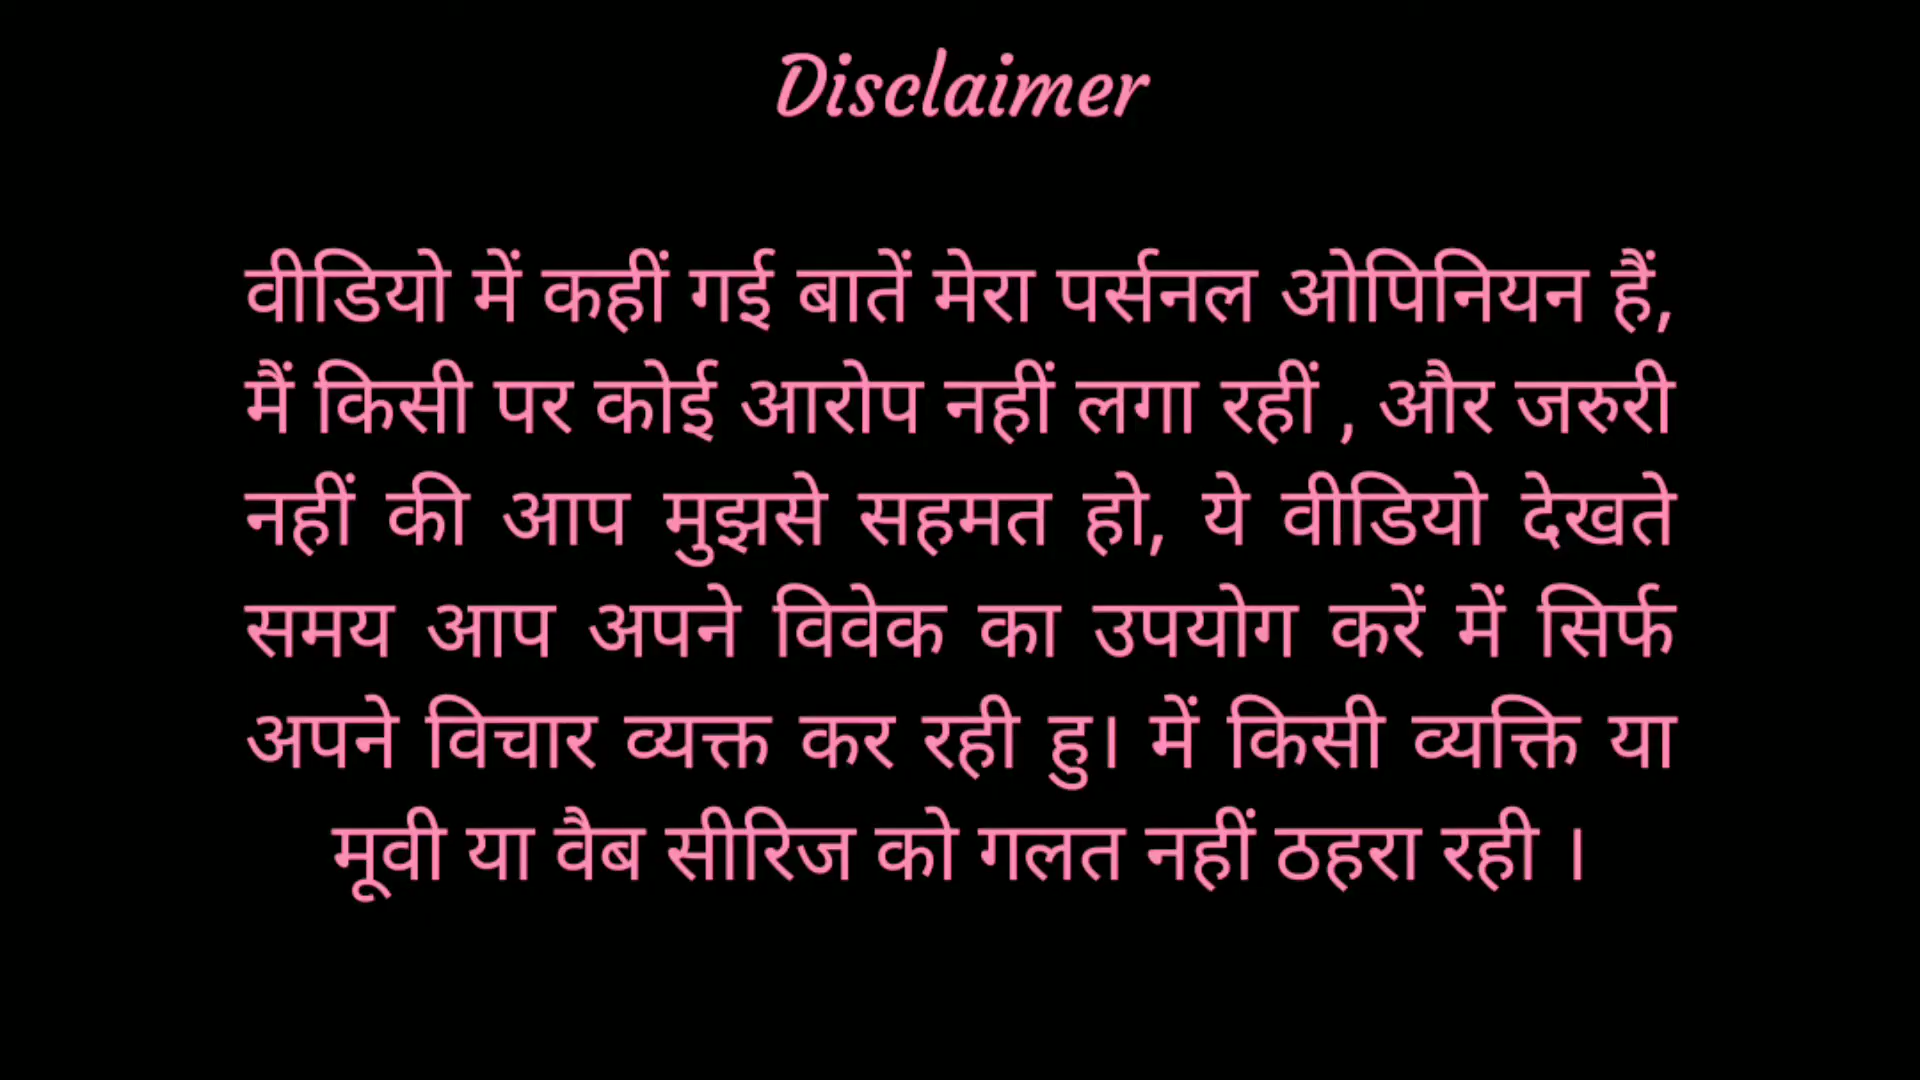 Disclaimer
वीडियो में कहीं गई बातें मेरा पर्सनल ओपिनियन हैं,
मैं किसी पर कोई आरोप नहीं लगा रहीं , और जरुरी
नहीं की आप मुझसे सहमत हो, ये वीडियो देखते
समय आप अपने विवेक का उपयोग करें में सिर्फ
अपने विचार व्यक्त कर रही हु। में किसी व्यक्ति या
मूवी या वैब सीरिज को गलत नहीं ठहरा रही ।